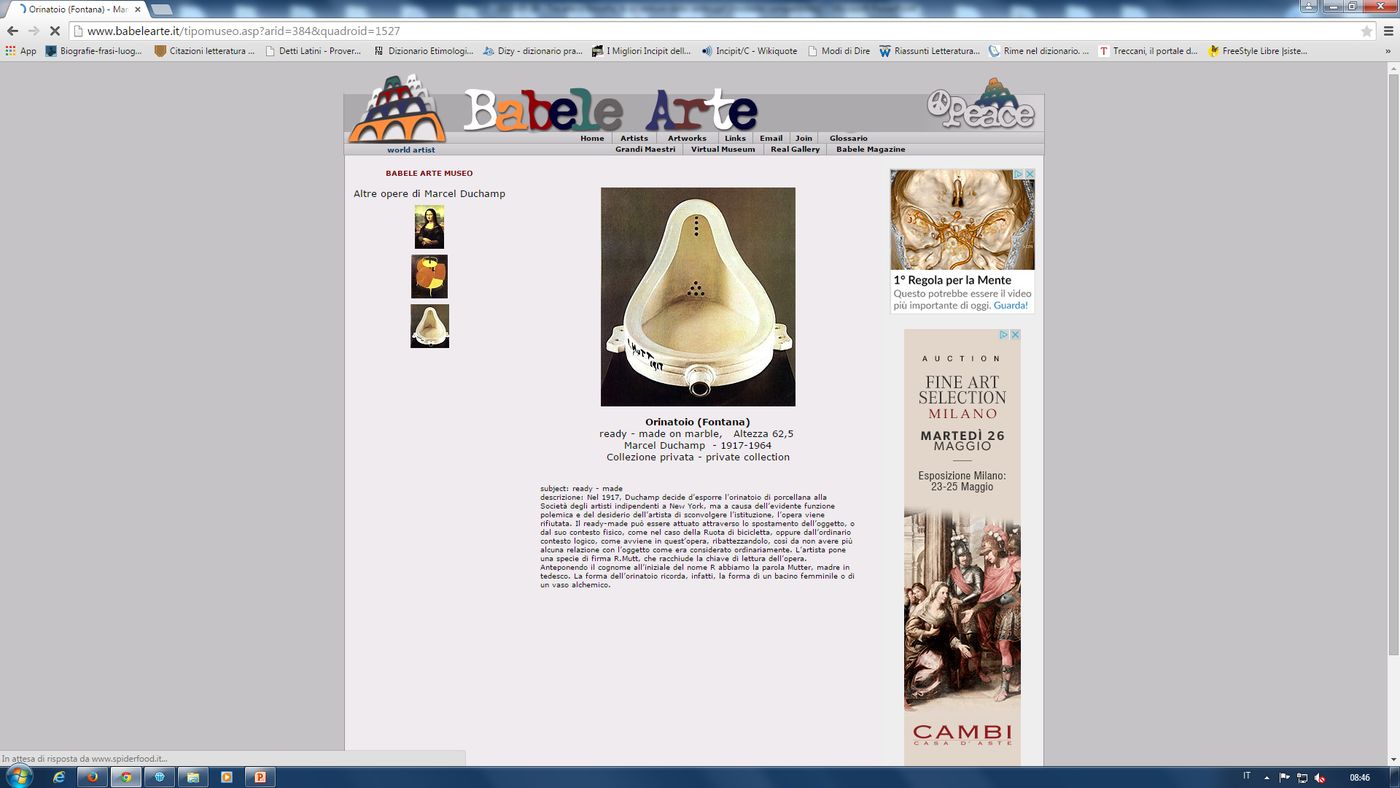 Orinatoio (Fontana) - Mar
www.babelearte.it/tipomuseo.asp?arid=384&quadroid=1527
App Biografie-frasi-luog... Citazioni letteratura ... Detti Latini - Prover... Dizionario Etimologi... Dizy - dizionario pra... I Migliori Incipit dell... Incipit/C - Wikiquote Modi di Dire Riassunti Letteratura... Rime nel dizionario. ... Treccani, il portale d... FreeStyle Libre |siste... »
Babele Arte
Peace
world artist
Home Artists Artworks Links Email Join Glossario
Grandi Maestri Virtual Museum Real Gallery Babele Magazine
BABELE ARTE MUSEO
Altre opere di Marcel Duchamp
Orinatoio (Fontana)
ready - made on marble, Altezza 62,5
Marcel Duchamp - 1917-1964
Collezione privata - private collection
subject: ready - made
descrizione: Nel 1917, Duchamp decide d'esporre l'orinatoio di porcellana alla
Società degli artisti indipendenti a New York, ma a causa dell'evidente funzione
polemica e del desiderio dell'artista di sconvolgere l'istituzione, l'opera viene
rifiutata. Il ready-made può essere attuato attraverso lo spostamento dell'oggetto, o
dal suo contesto fisico, come nel caso della Ruota di bicicletta, oppure dall'ordinario
contesto logico, come avviene in quest'opera, ribattezzandolo, così da non avere più
alcuna relazione con l'oggetto come era considerato ordinariamente. L'artista pone
una specie di firma R.Mutt, che racchiude la chiave di lettura dell'opera.
Anteponendo il cognome all'iniziale del nome R abbiamo la parola Mutter, madre in
tedesco. La forma dell'orinatoio ricorda, infatti, la forma di un bacino femminile o di
un vaso alchemico.
1° Regola per la Mente
Questo potrebbe essere il video
più importante di oggi. Guarda!
AUCTION
FINE ART
SELECTION
MILANO
MARTEDÌ 26
MAGGIO
Esposizione Milano:
23-25 Maggio
CAMBI
CASA D'ASTE
In attesa di risposta da www.spiderfood.it...
IT 08:46